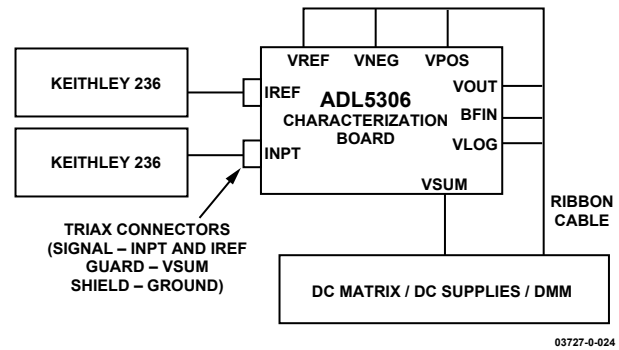 VREF VNEG VPOS
KEITHLEY 236
IREF
ADL5306
CHARACTERIZATION
BOARD
VOUT
BFIN
VLOG
KEITHLEY 236
INPT
VSUM
TRIAX CONNECTORS
(SIGNAL – INPT AND IREF
GUARD – VSUM
SHIELD – GROUND)
RIBBON
CABLE
DC MATRIX / DC SUPPLIES / DMM
03727-0-024